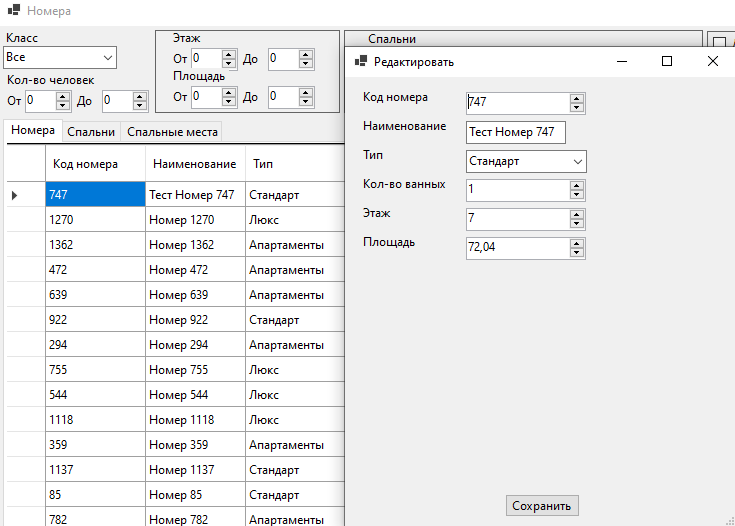 Номера
Класс
Все
Кол-во человек
От 0 До 0
Этаж
От 0 До 0
Площадь
От 0 До 0
Спальни
Номера Спальни Спальные места
Код номера Наименование Тип
747 Тест Номер 747 Стандарт
1270 Номер 1270 Люкс
1362 Номер 1362 Апартаменты
472 Номер 472 Апартаменты
639 Номер 639 Апартаменты
922 Номер 922 Стандарт
294 Номер 294 Апартаменты
755 Номер 755 Люкс
544 Номер 544 Люкс
1118 Номер 1118 Люкс
359 Номер 359 Апартаменты
1137 Номер 1137 Стандарт
85 Номер 85 Стандарт
782 Номер 782 Апартаменты
Редактировать
Код номера 747
Наименование Тест Номер 747
Тип Стандарт
Кол-во ванных 1
Этаж 7
Площадь 72,04
Сохранить